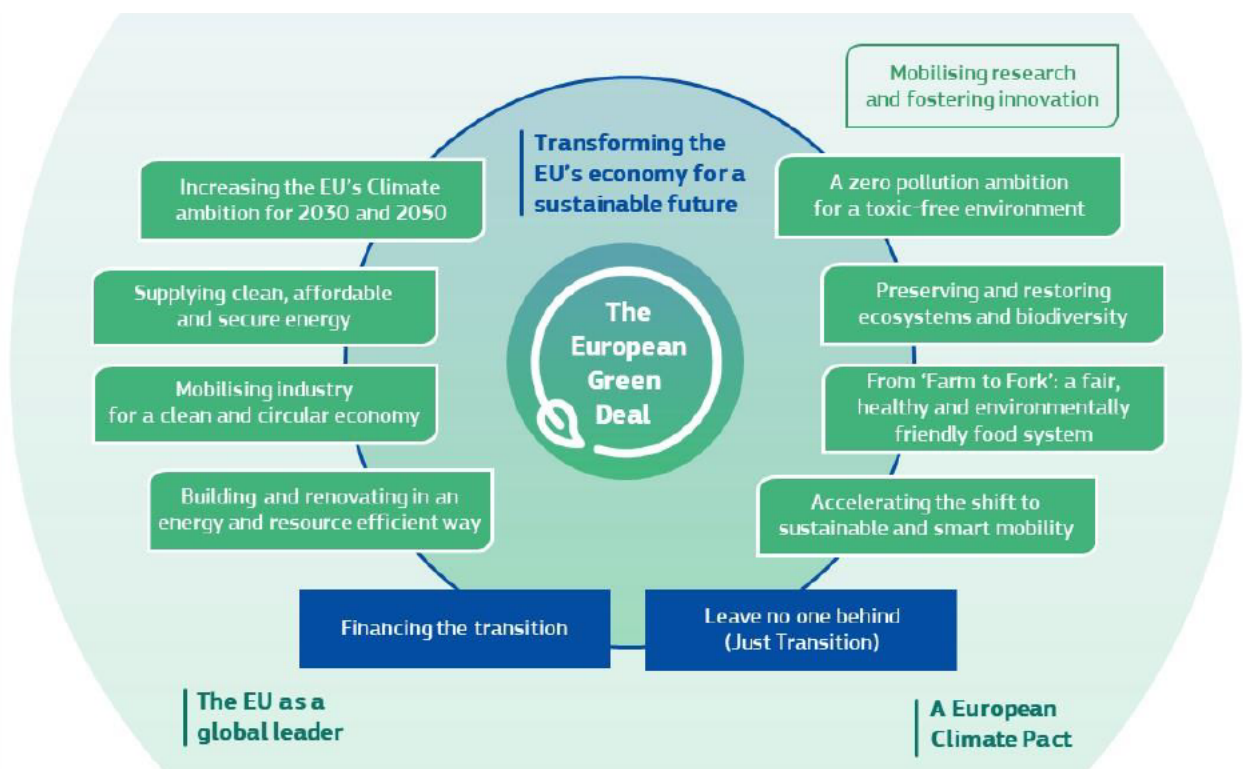 Mobilising research
and fostering innovation
Transforming the
EU's economy for a
sustainable future
Increasing the EU's Climate
ambition for 2030 and 2050
A zero pollution ambition
for a toxic-free environment
Supplying clean, affordable
and secure energy
Preserving and restoring
ecosystems and biodiversity
The
European
Green
Deal
Mobilising industry
for a clean and circular economy
From ‘Farm to Fork’: a fair,
healthy and environmentally
friendly food system
Building and renovating in an
energy and resource efficient way
Accelerating the shift to
sustainable and smart mobility
Financing the transition
Leave no one behind
(Just Transition)
The EU as a
global leader
A European
Climate Pact